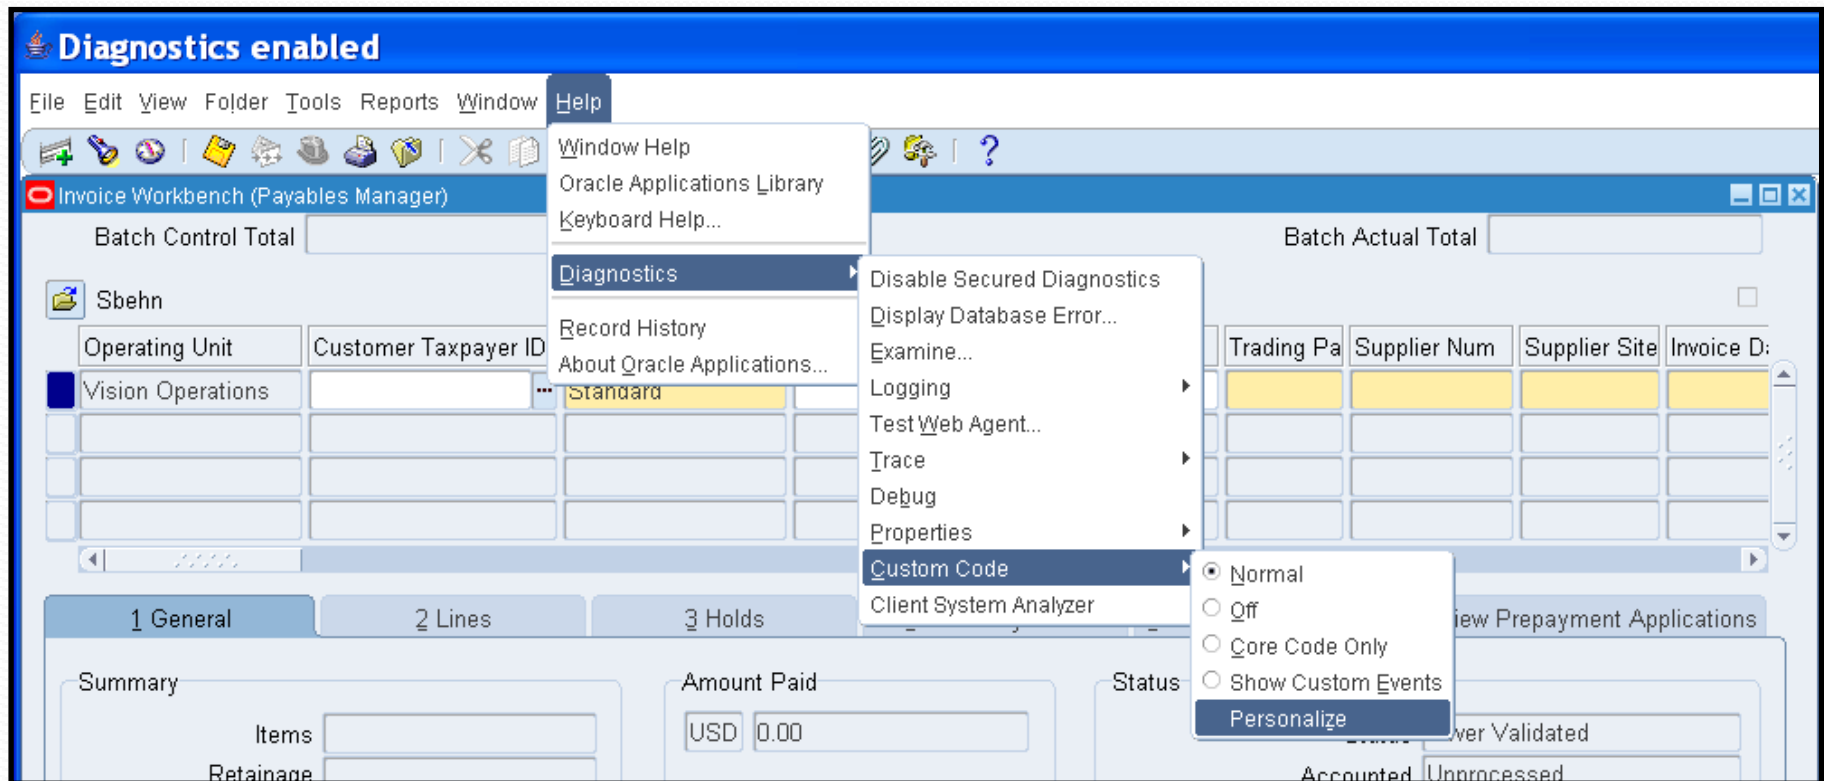 Diagnostics enabled
File Edit View Folder Tools Reports Window Help
Window Help
Oracle Applications Library
Keyboard Help...
Diagnostics
Record History
About Oracle Applications...
Invoice Workbench (Payables Manager)
Batch Control Total
Batch Actual Total
Sbehn
Disable Secured Diagnostics
Display Database Error...
Examine...
Logging
Test Web Agent...
Trace
Debug
Properties
Custom Code
Client System Analyzer
Normal
Off
Core Code Only
Show Custom Events
Personalize
Operating Unit Customer Taxpayer ID Trading Pa Supplier Num Supplier Site Invoice Da
Vision Operations ... Standard
1 General 2 Lines 3 Holds iew Prepayment Applications
Summary Amount Paid Status
Items USD 0.00 Validated
Retainage Accounted Unprocessed